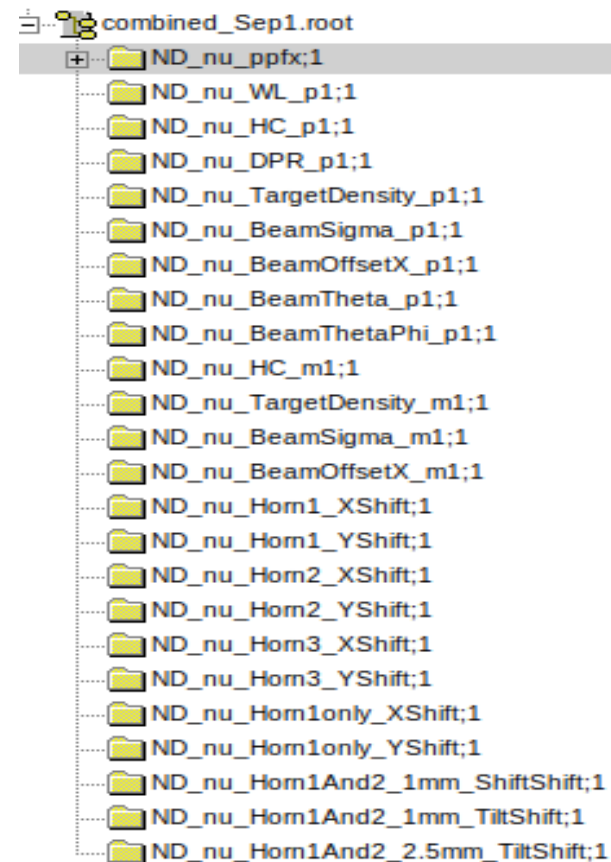 combined_Sep1.root
ND_nu_ppfx;1
ND_nu_WL_p1;1
ND_nu_HC_p1;1
ND_nu_DPR_p1;1
ND_nu_TargetDensity_p1;1
ND_nu_BeamSigma_p1;1
ND_nu_BeamOffsetX_p1;1
ND_nu_BeamTheta_p1;1
ND_nu_BeamThetaPhi_p1;1
ND_nu_HC_m1;1
ND_nu_TargetDensity_m1;1
ND_nu_BeamSigma_m1;1
ND_nu_BeamOffsetX_m1;1
ND_nu_Horn1_XShift;1
ND_nu_Horn1_YShift;1
ND_nu_Horn2_XShift;1
ND_nu_Horn2_YShift;1
ND_nu_Horn3_XShift;1
ND_nu_Horn3_YShift;1
ND_nu_Horn1only_XShift;1
ND_nu_Horn1only_YShift;1
ND_nu_Horn1And2_1mm_ShiftShift;1
ND_nu_Horn1And2_1mm_TiltShift;1
ND_nu_Horn1And2_2.5mm_TiltShift;1